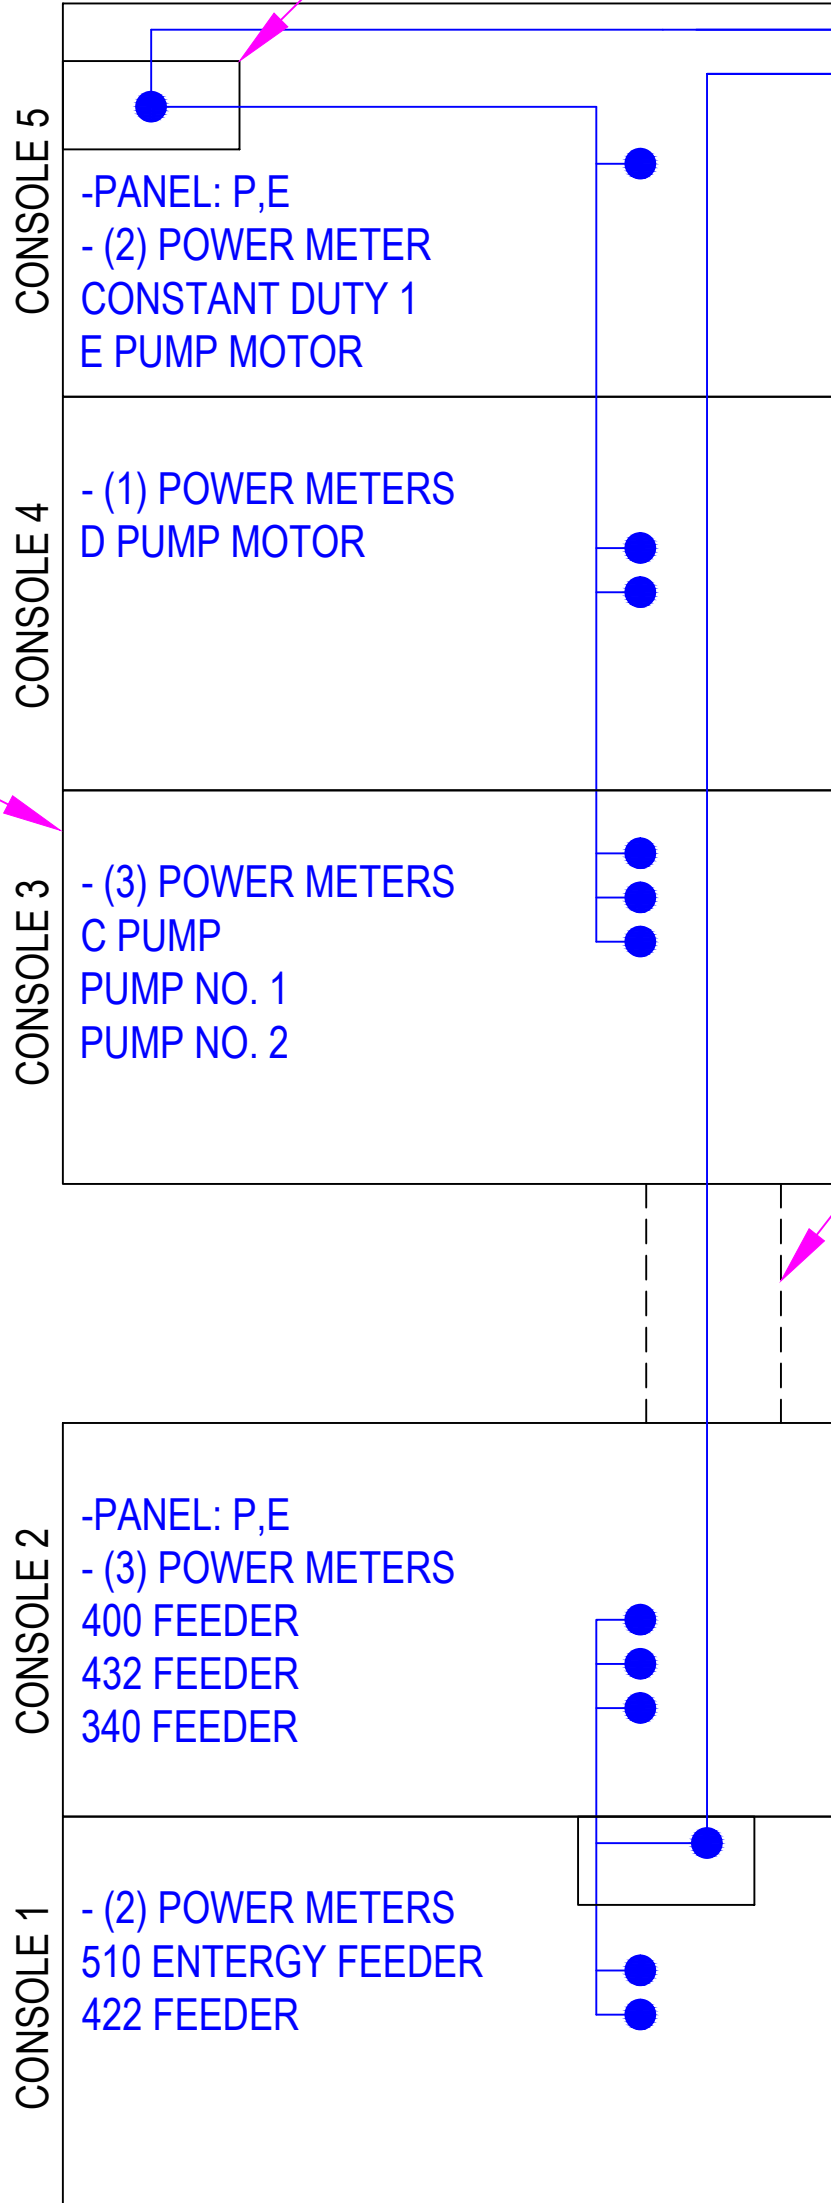 CONSOLE 5
-PANEL: P,E
- (2) POWER METER
CONSTANT DUTY 1
E PUMP MOTOR
CONSOLE 4
- (1) POWER METERS
D PUMP MOTOR
CONSOLE 3
- (3) POWER METERS
C PUMP
PUMP NO. 1
PUMP NO. 2
CONSOLE 2
-PANEL: P,E
- (3) POWER METERS
400 FEEDER
432 FEEDER
340 FEEDER
CONSOLE 1
- (2) POWER METERS
510 ENTERGY FEEDER
422 FEEDER